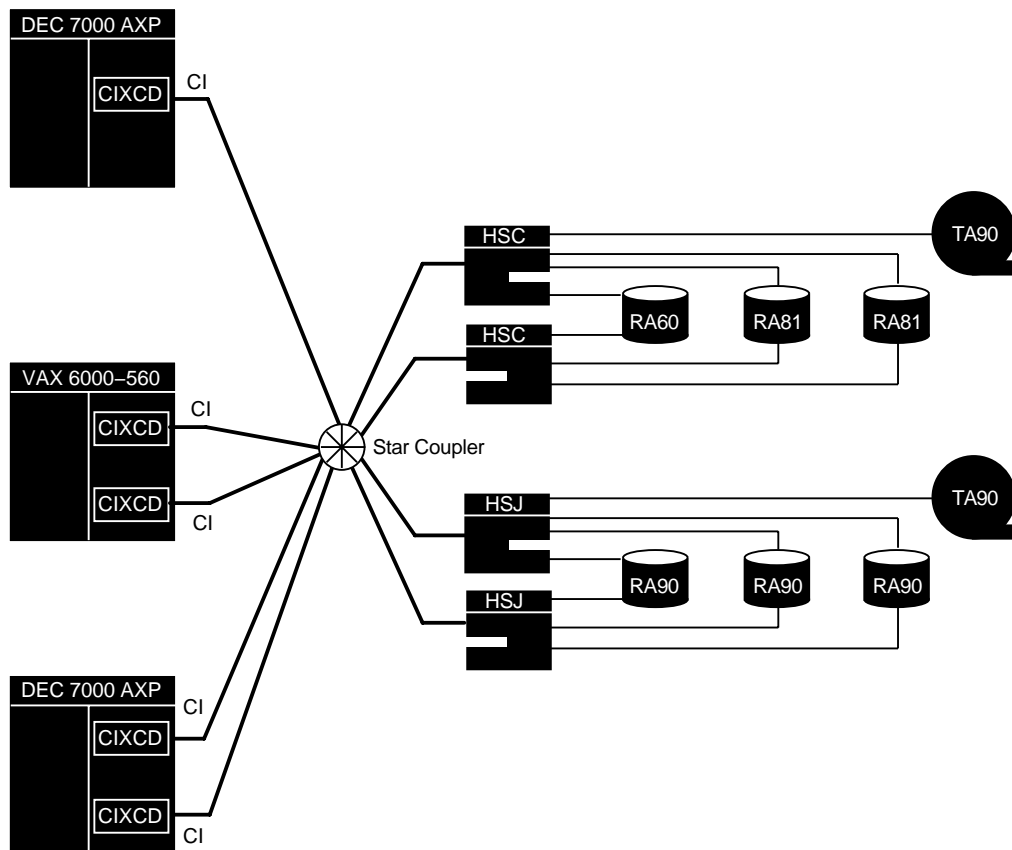 DEC 7000 AXP
CI
CIXCD
HSC
TA90
RA60
RA81
RA81
HSC
VAX 6000–560
CI
CIXCD
Star Coupler
CIXCD
CI
HSJ
TA90
RA90
RA90
RA90
HSJ
DEC 7000 AXP
CI
CIXCD
CIXCD
CI